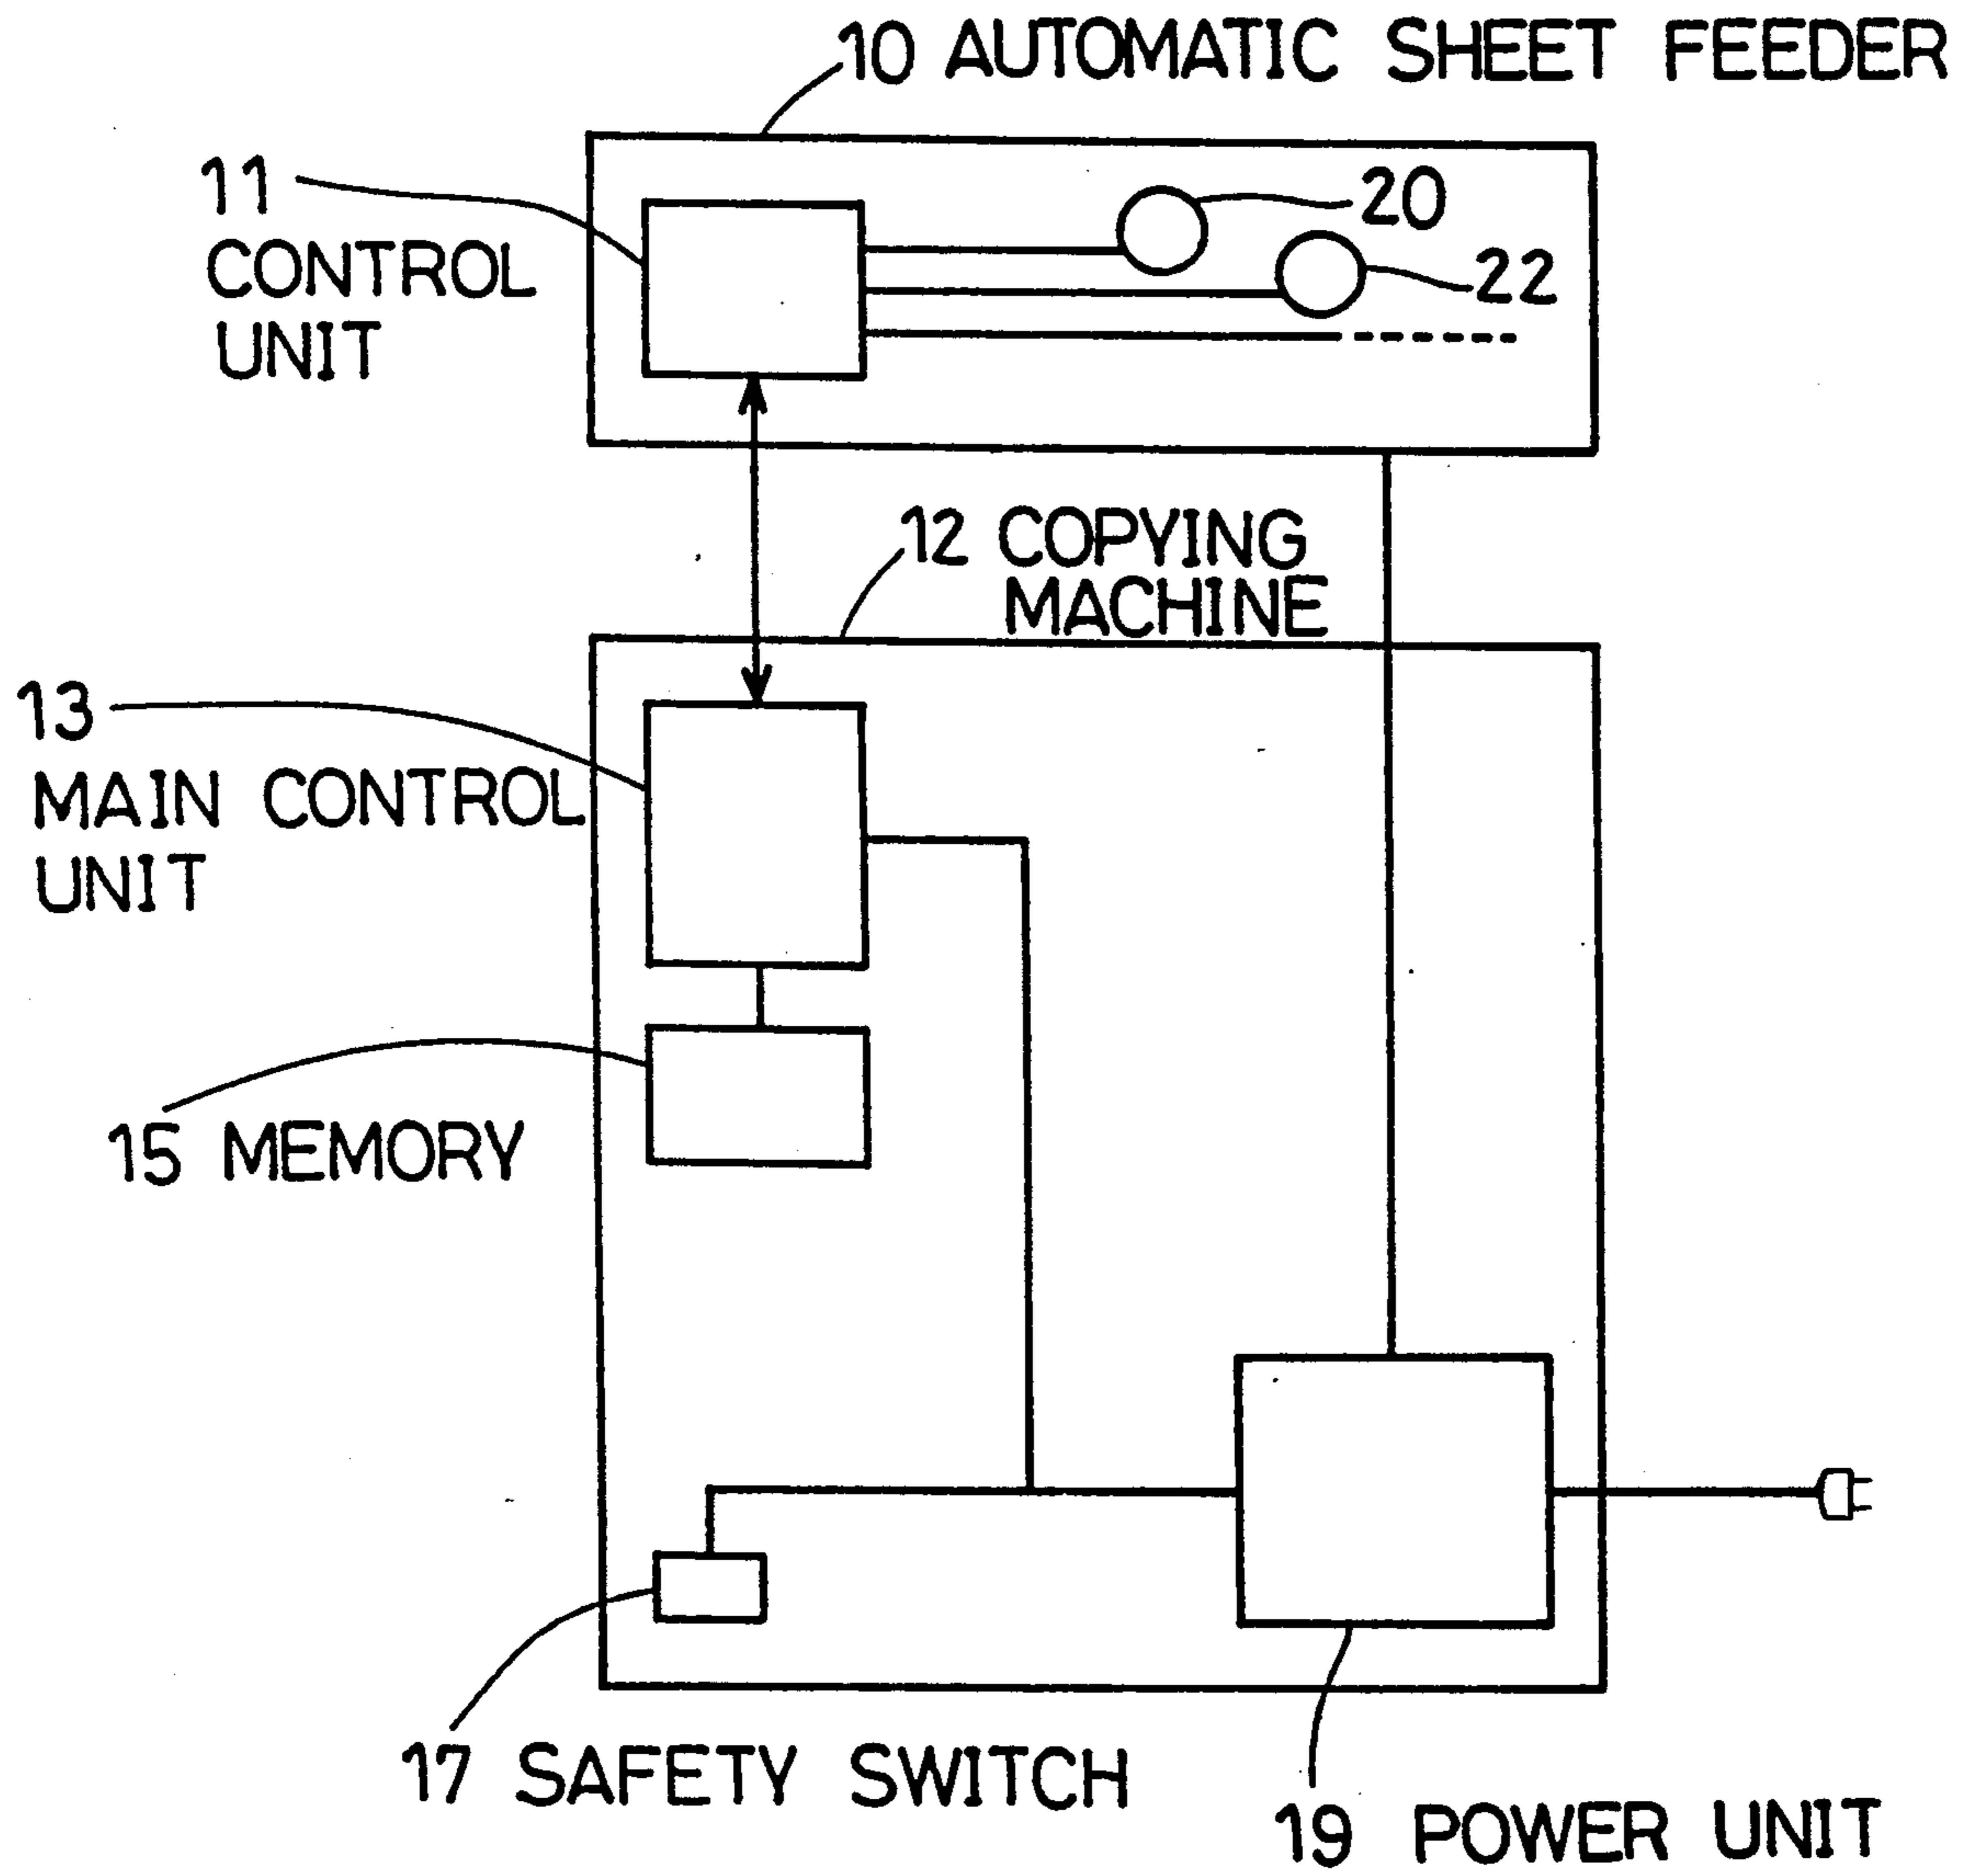 10 AUTOMATIC SHEET FEEDER
11
CONTROL
UNIT
20
22
12 COPYING
MACHINE
13
MAIN CONTROL
UNIT
15 MEMORY
17 SAFETY SWITCH
19 POWER UNIT